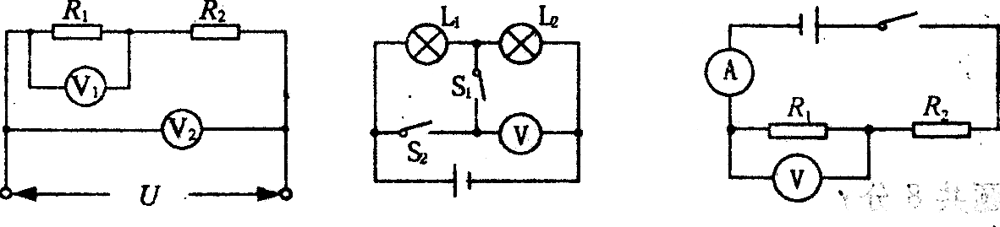 R₁ R₂
V₁
V₂
U
L₁ L₂
S₁
V
S₂
A
R₁ R₂
V